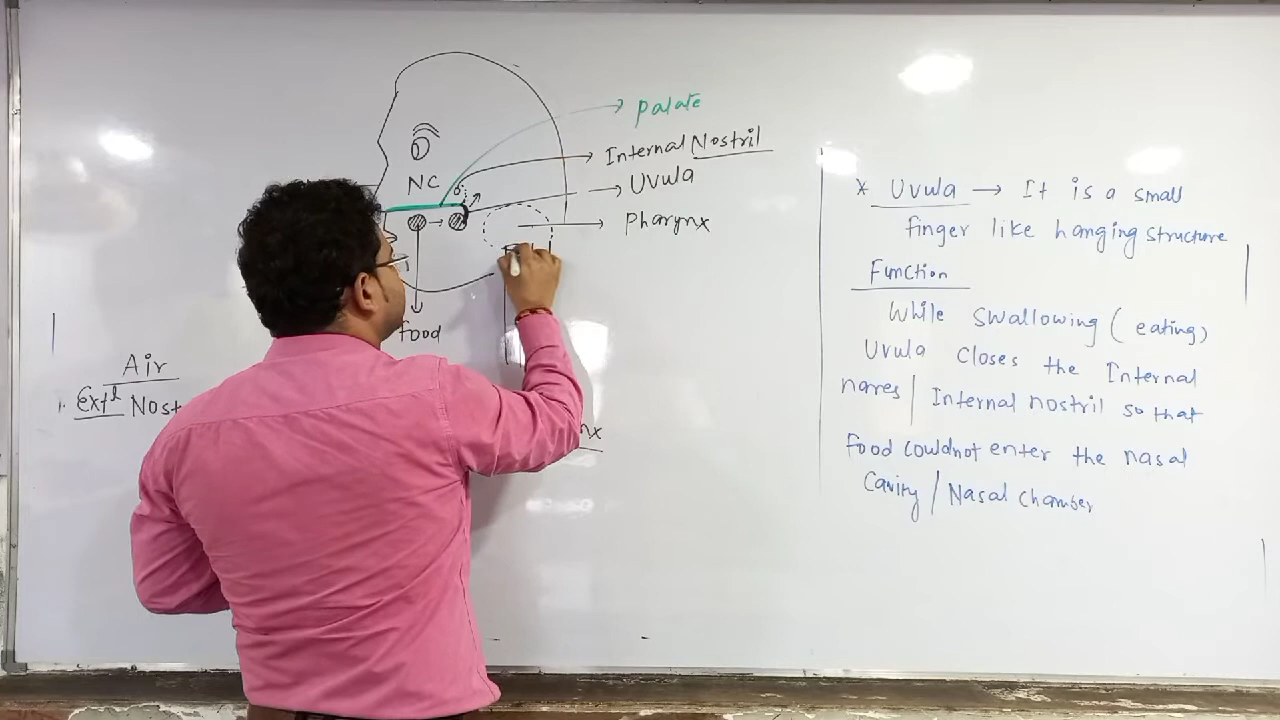 Palate
Internal Nostril
Uvula
Pharynx
NC
Food
Air
1. Extl Nost
nx
* Uvula → It is a small
finger like hanging structure
Function
While swallowing (eating,
Uvula closes the Internal
nares / Internal nostril so that
Food couldnot enter the nasal
Cavity / Nasal chamber